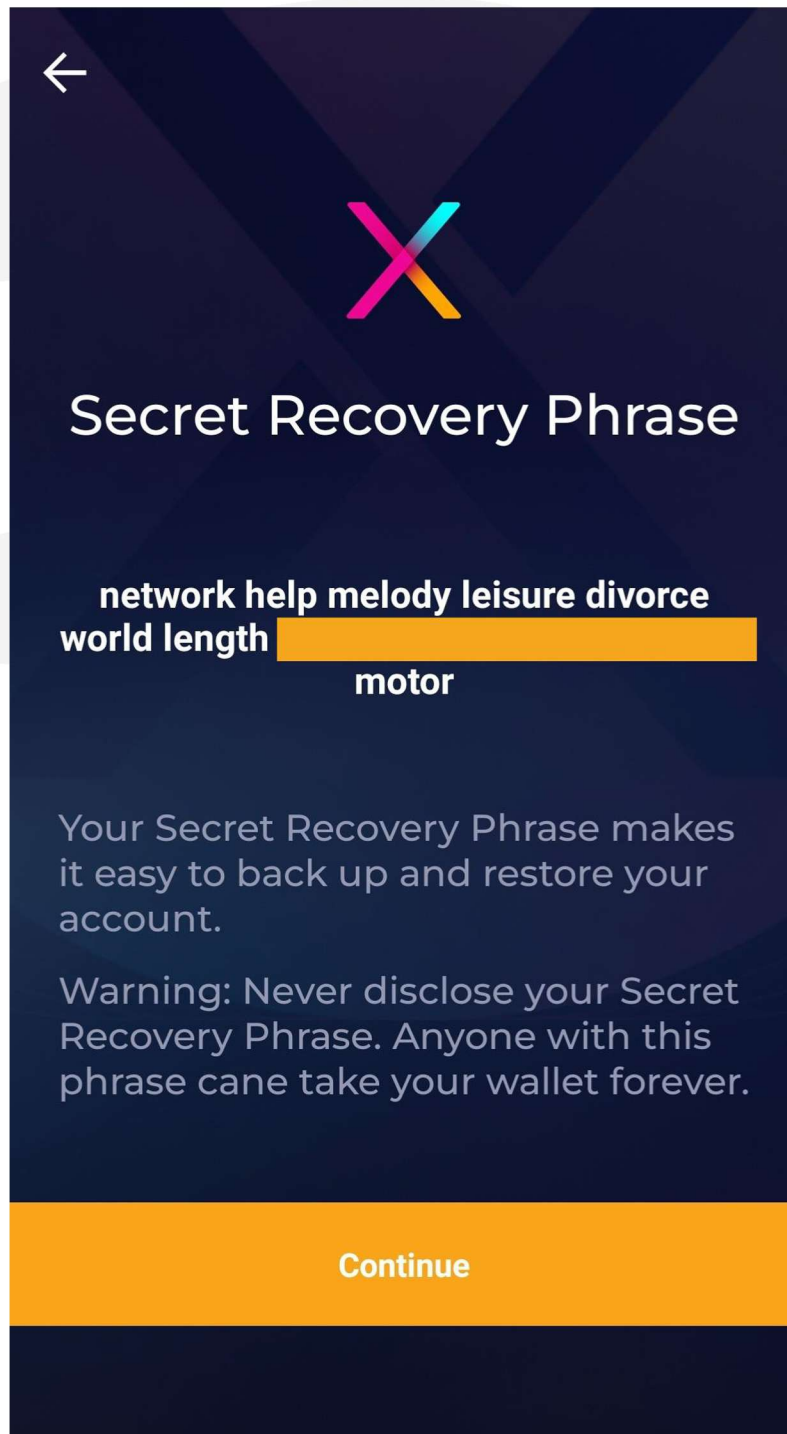 Secret Recovery Phrase
network help melody leisure divorce
world length
motor
Your Secret Recovery Phrase makes
it easy to back up and restore your
account.
Warning: Never disclose your Secret
Recovery Phrase. Anyone with this
phrase cane take your wallet forever.
Continue